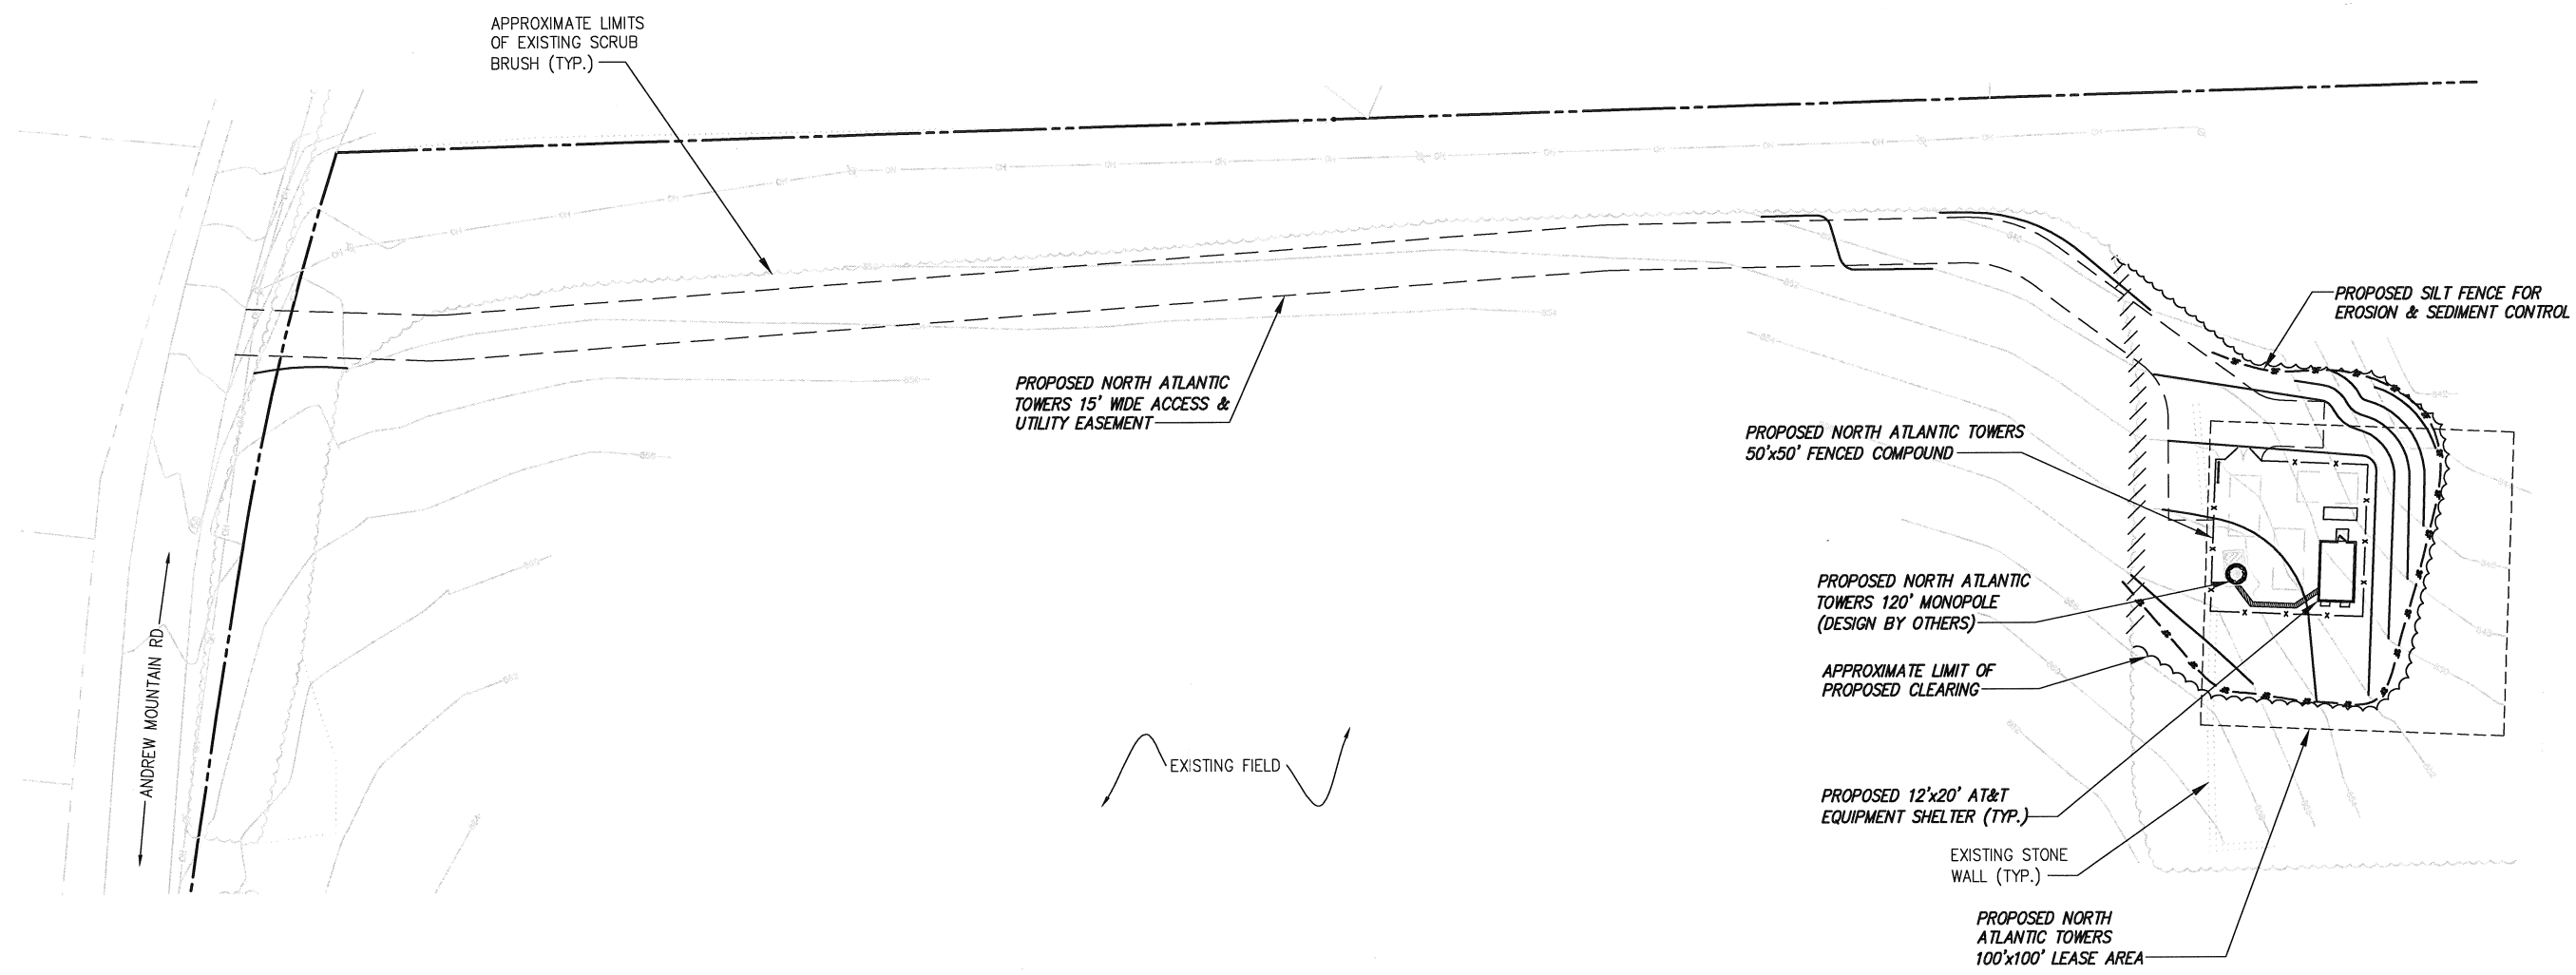 APPROXIMATE LIMITS
OF EXISTING SCRUB
BRUSH (TYP.)
PROPOSED SILT FENCE FOR
EROSION & SEDIMENT CONTROL
PROPOSED NORTH ATLANTIC
TOWERS 15' WIDE ACCESS &
UTILITY EASEMENT
PROPOSED NORTH ATLANTIC TOWERS
50'x50' FENCED COMPOUND
PROPOSED NORTH ATLANTIC
TOWERS 120' MONOPOLE
(DESIGN BY OTHERS)
APPROXIMATE LIMIT OF
PROPOSED CLEARING
ANDREW MOUNTAIN RD
EXISTING FIELD
PROPOSED 12'x20' AT&T
EQUIPMENT SHELTER (TYP.)
EXISTING STONE
WALL (TYP.)
PROPOSED NORTH
ATLANTIC TOWERS
100'x100' LEASE AREA